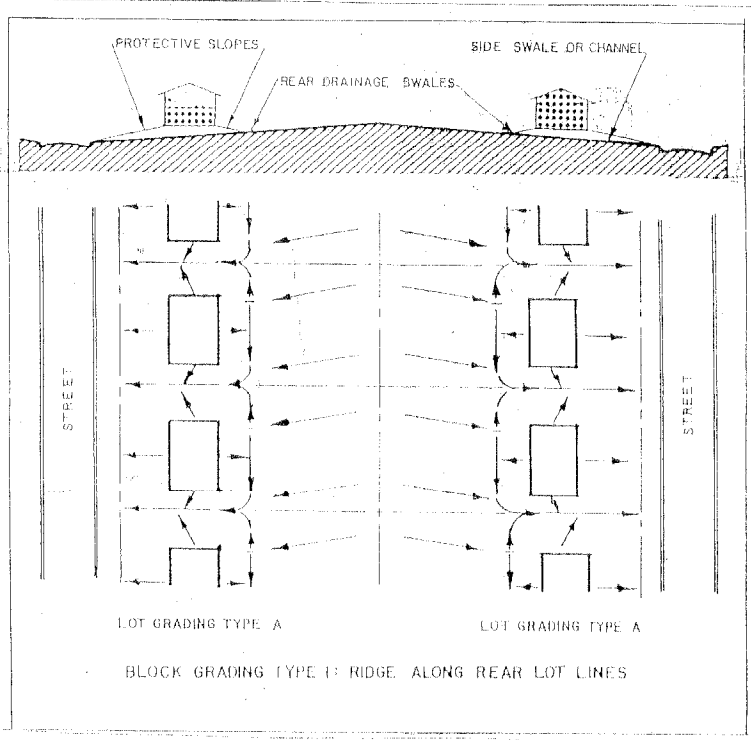 PROTECTIVE SLOPES
SIDE SWALE OR CHANNEL
REAR DRAINAGE SWALES
STREET
STREET
LOT GRADING TYPE A
LOT GRADING TYPE A
BLOCK GRADING TYPE 1: RIDGE ALONG REAR LOT LINES